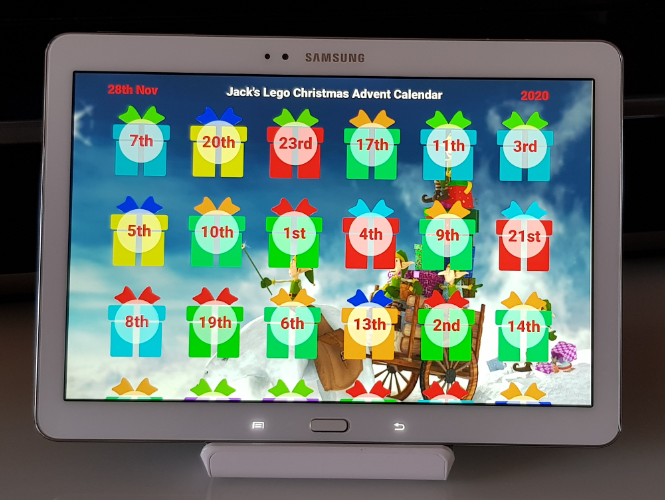 SAMSUNG
28th Nov Jack's Lego Christmas Advent Calendar 2020
7th 20th 23rd 17th 11th 3rd
5th 10th 1st 4th 9th 21st
8th 19th 6th 13th 2nd 14th